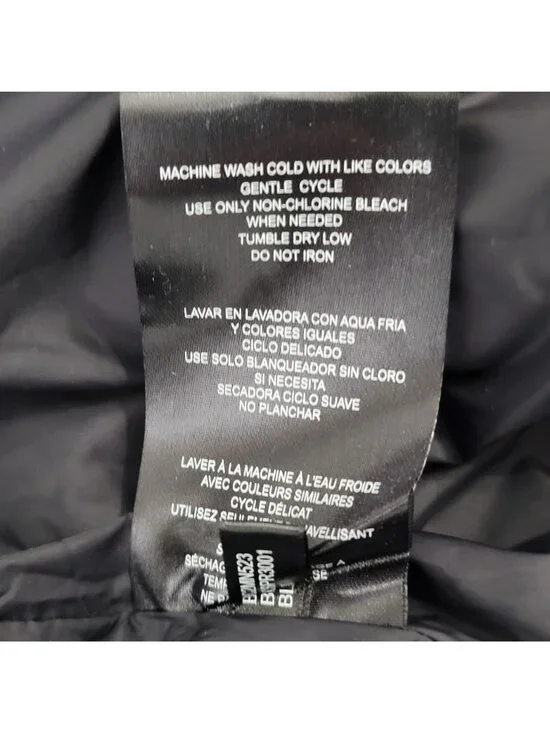 MACHINE WASH COLD WITH LIKE COLORS
GENTLE CYCLE
USE ONLY NON-CHLORINE BLEACH
WHEN NEEDED
TUMBLE DRY LOW
DO NOT IRON
LAVAR EN LAVADORA CON AQUA FRIA
Y COLORES IGUALES
CICLO DELICADO
USE SOLO BLANQUEADOR SIN CLORO
SI NECESITA
SECADORA CICLO SUAVE
NO PLANCHAR
LAVER À LA MACHINE À L'EAU FROIDE
AVEC COULEURS SIMILAIRES
CYCLE DÉLICAT
UTILISEZ